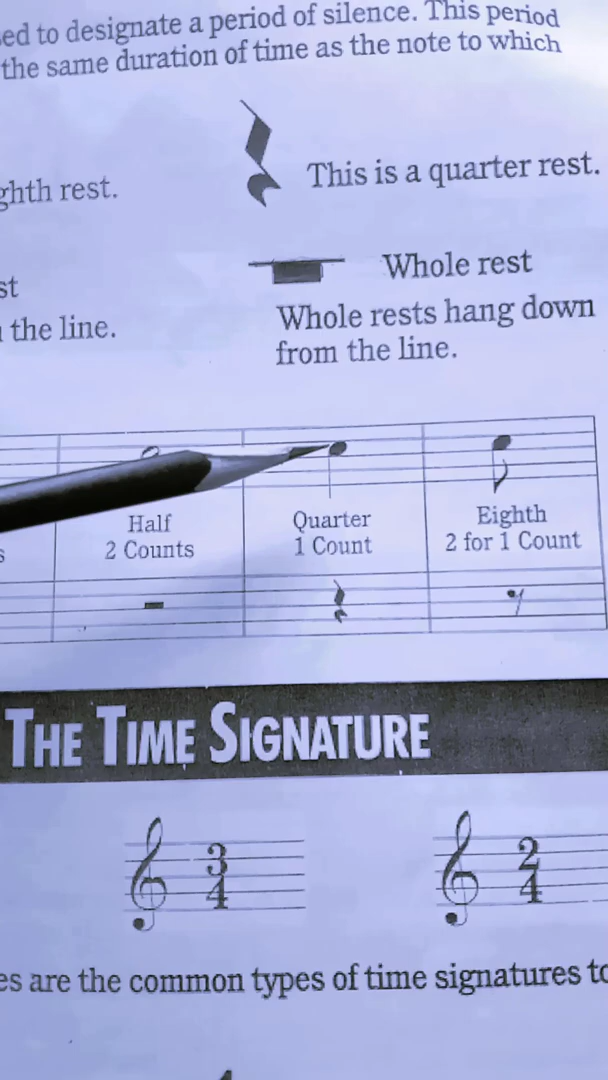 sed to designate a period of silence. This period
the same duration of time as the note to which
ghth rest.
This is a quarter rest.
st
the line.
Whole rest
Whole rests hang down
from the line.
s
Half
2 Counts
Quarter
1 Count
Eighth
2 for 1 Count
THE TIME SIGNATURE
3
4
2
4
es are the common types of time signatures to